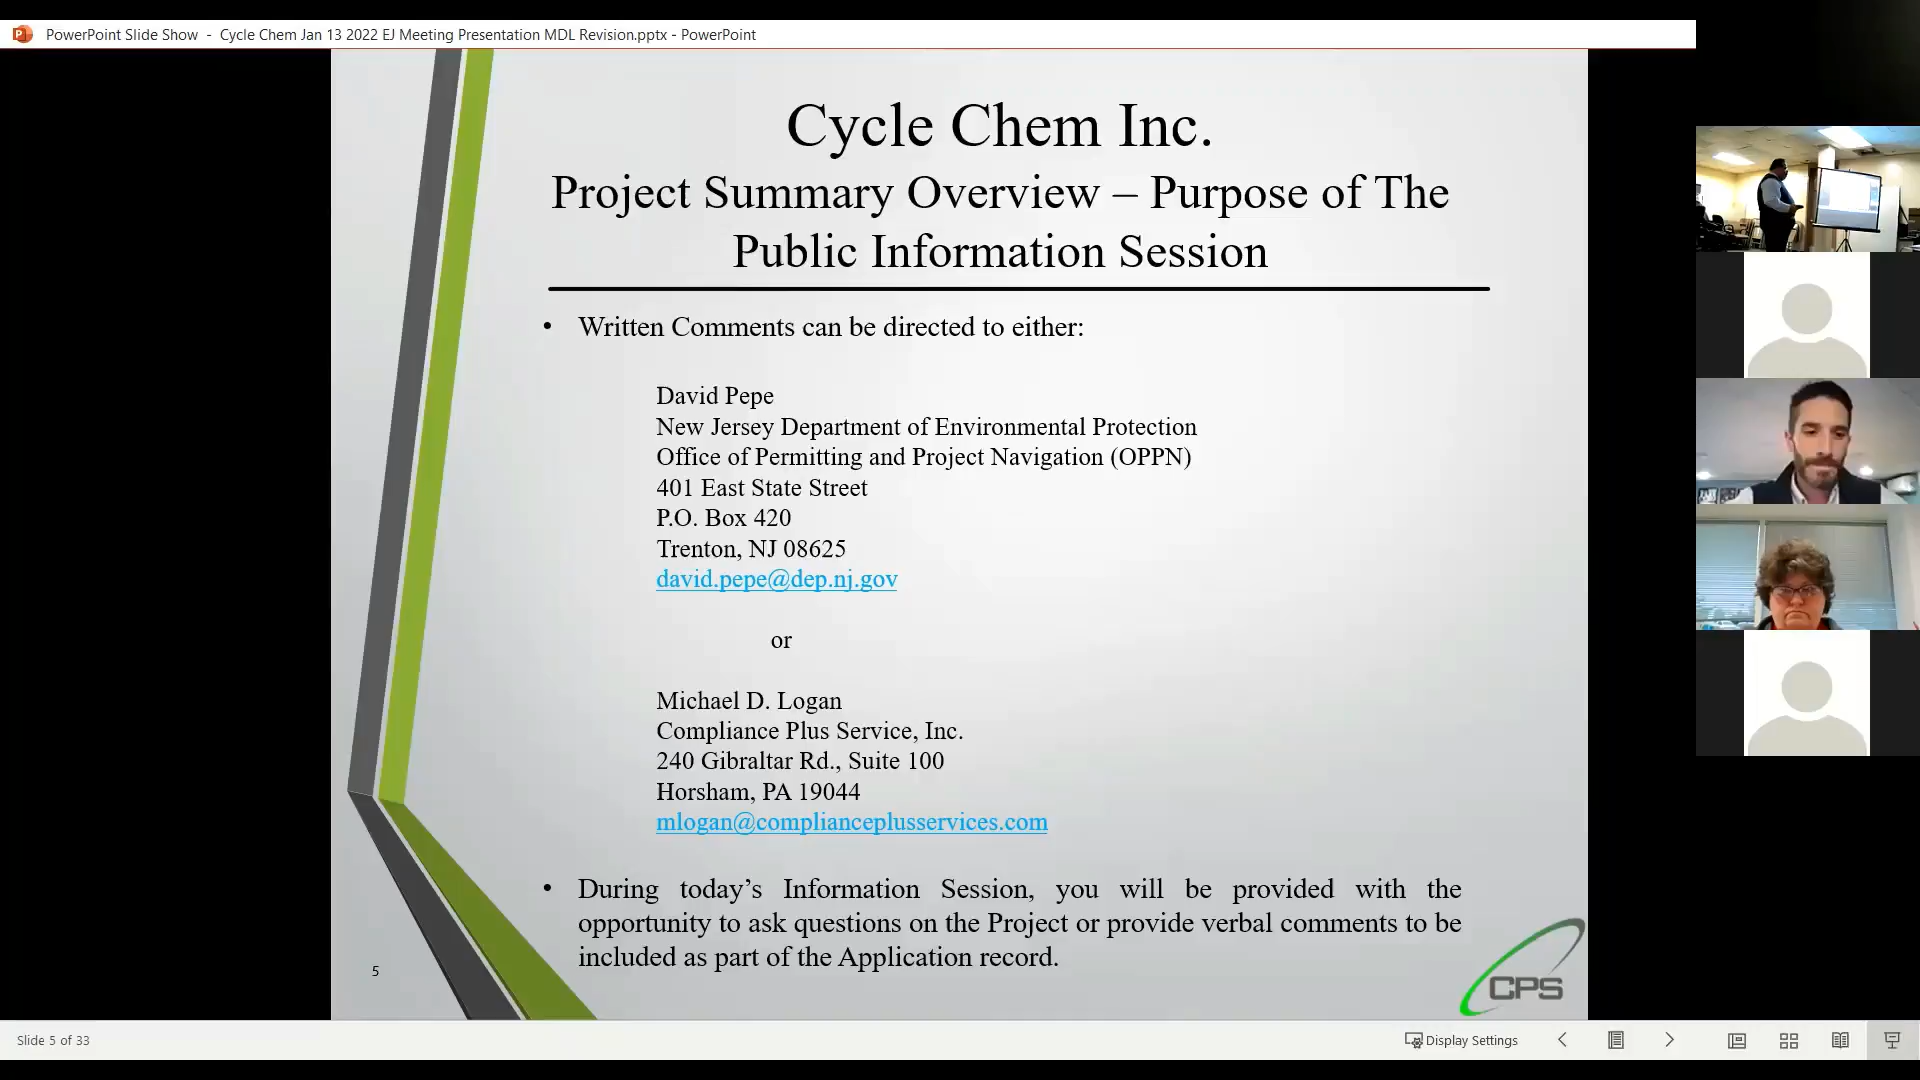 PowerPoint Slide Show - Cycle Chem Jan 13 2022 EJ Meeting Presentation MDL Revision.pptx - PowerPoint
Cycle Chem Inc.
Project Summary Overview – Purpose of The
Public Information Session
• Written Comments can be directed to either:
David Pepe
New Jersey Department of Environmental Protection
Office of Permitting and Project Navigation (OPPN)
401 East State Street
P.O. Box 420
Trenton, NJ 08625
david.pepe@dep.nj.gov
or
Michael D. Logan
Compliance Plus Service, Inc.
240 Gibraltar Rd., Suite 100
Horsham, PA 19044
mlogan@complianceplusservices.com
• During today’s Information Session, you will be provided with the
opportunity to ask questions on the Project or provide verbal comments to be
included as part of the Application record.
5
CPS
Slide 5 of 33
Display Settings